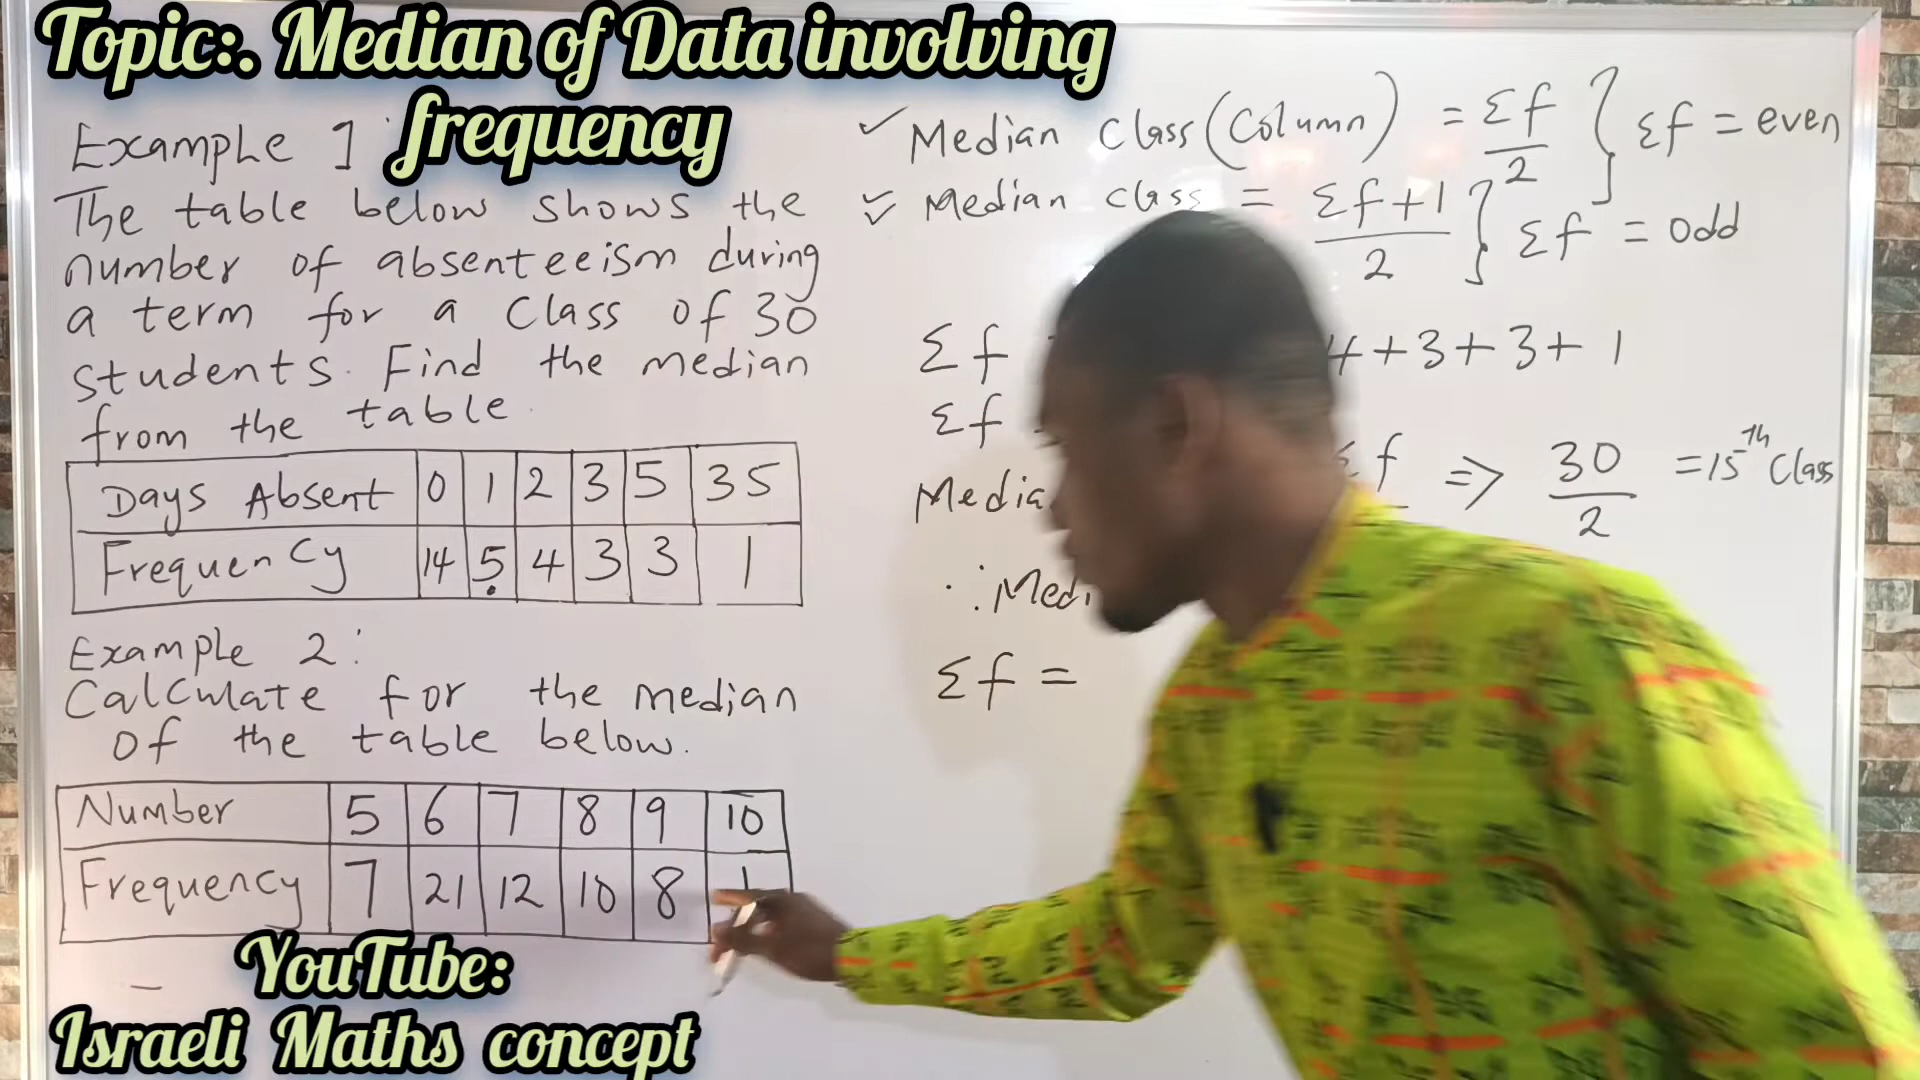 Topic:. Median of Data involving
frequency
Example 1
The table below shows the
number of absenteeism during
a term for a class of 30
students. Find the median
from the table
Days Absent 0 1 2 3 5 35
Frequency 14 5 4 3 3 1
Example 2:
Calculate for the median
of the table below.
Number 5 6 7 8 9 10
Frequency 7 21 12 10 8 1
YouTube:
Israeli Maths concept
✓ Median Class (Column) = Σf/2 } Σf = even
Median class = Σf+1/2 } Σf = odd
Σf 4+3+3+1
Σf
Σf => 30/2 = 15th Class
∴
Σf =